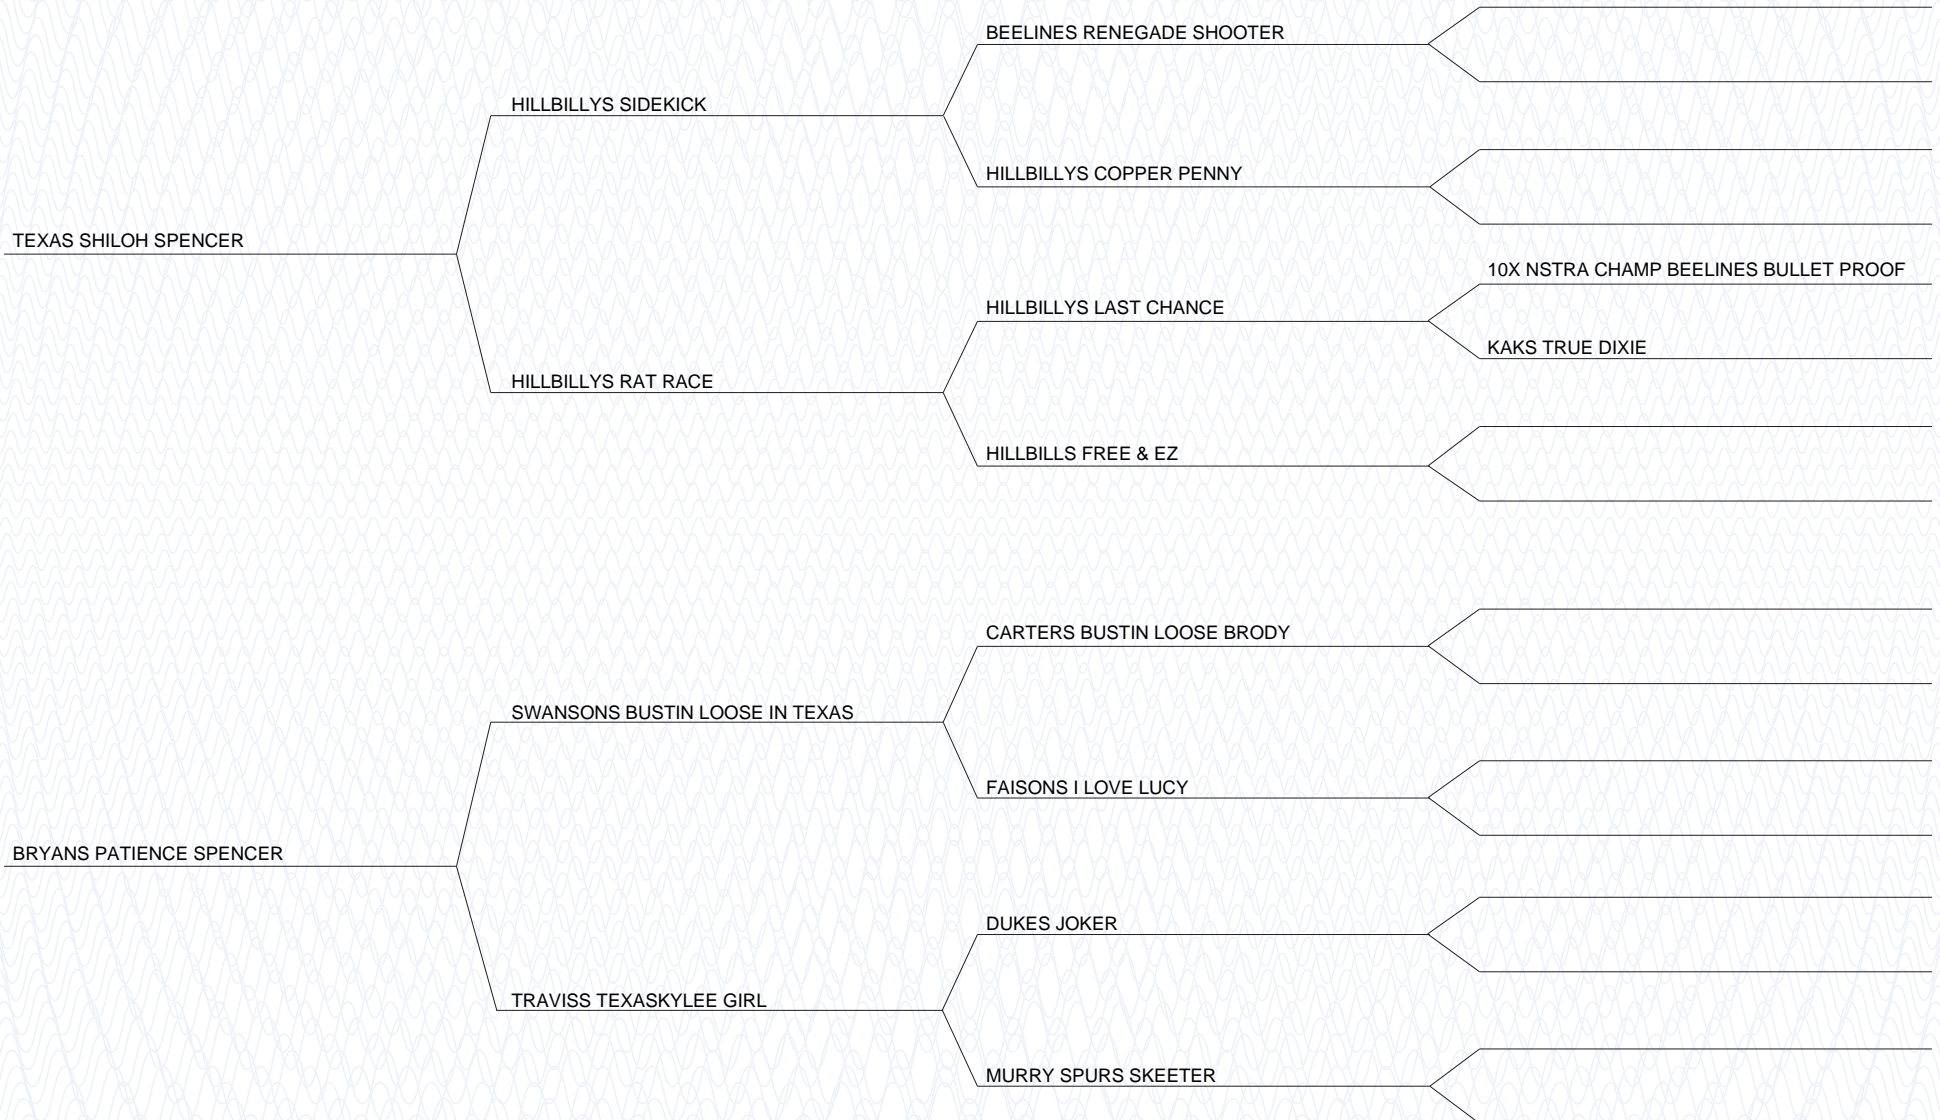 BEELINES RENEGADE SHOOTER
HILLBILLYS SIDEKICK
HILLBILLYS COPPER PENNY
TEXAS SHILOH SPENCER
10X NSTRA CHAMP BEELINES BULLET PROOF
HILLBILLYS LAST CHANCE
KAKS TRUE DIXIE
HILLBILLYS RAT RACE
HILLBILLS FREE & EZ
CARTERS BUSTIN LOOSE BRODY
SWANSONS BUSTIN LOOSE IN TEXAS
FAISONS I LOVE LUCY
BRYANS PATIENCE SPENCER
DUKES JOKER
TRAVISS TEXASKYLEE GIRL
MURRY SPURS SKEETER